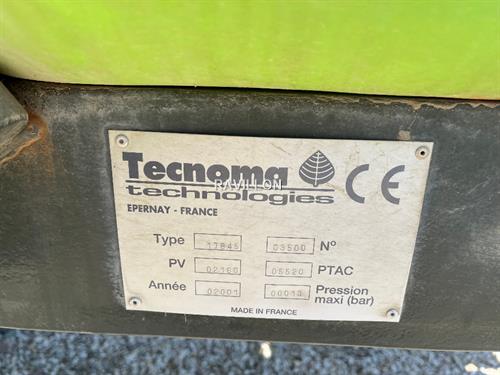 Tecnoma
RAVILLON
technologies
CE
EPERNAY - FRANCE
Type 17845 03500 N°
PV 02160 05520 PTAC
Année 02001 00013 Pression
maxi (bar)
MADE IN FRANCE